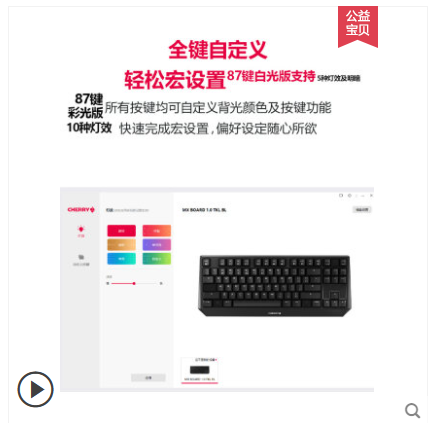 公益
宝贝
全键自定义
轻松宏设置87键白光版支持5种灯效及明暗
87键
彩光版
10种灯效
所有按键均可自定义背光颜色及按键功能
快速完成宏设置，偏好设定随心所欲
CHERRY
MX BOARD 1.0 TKL BL